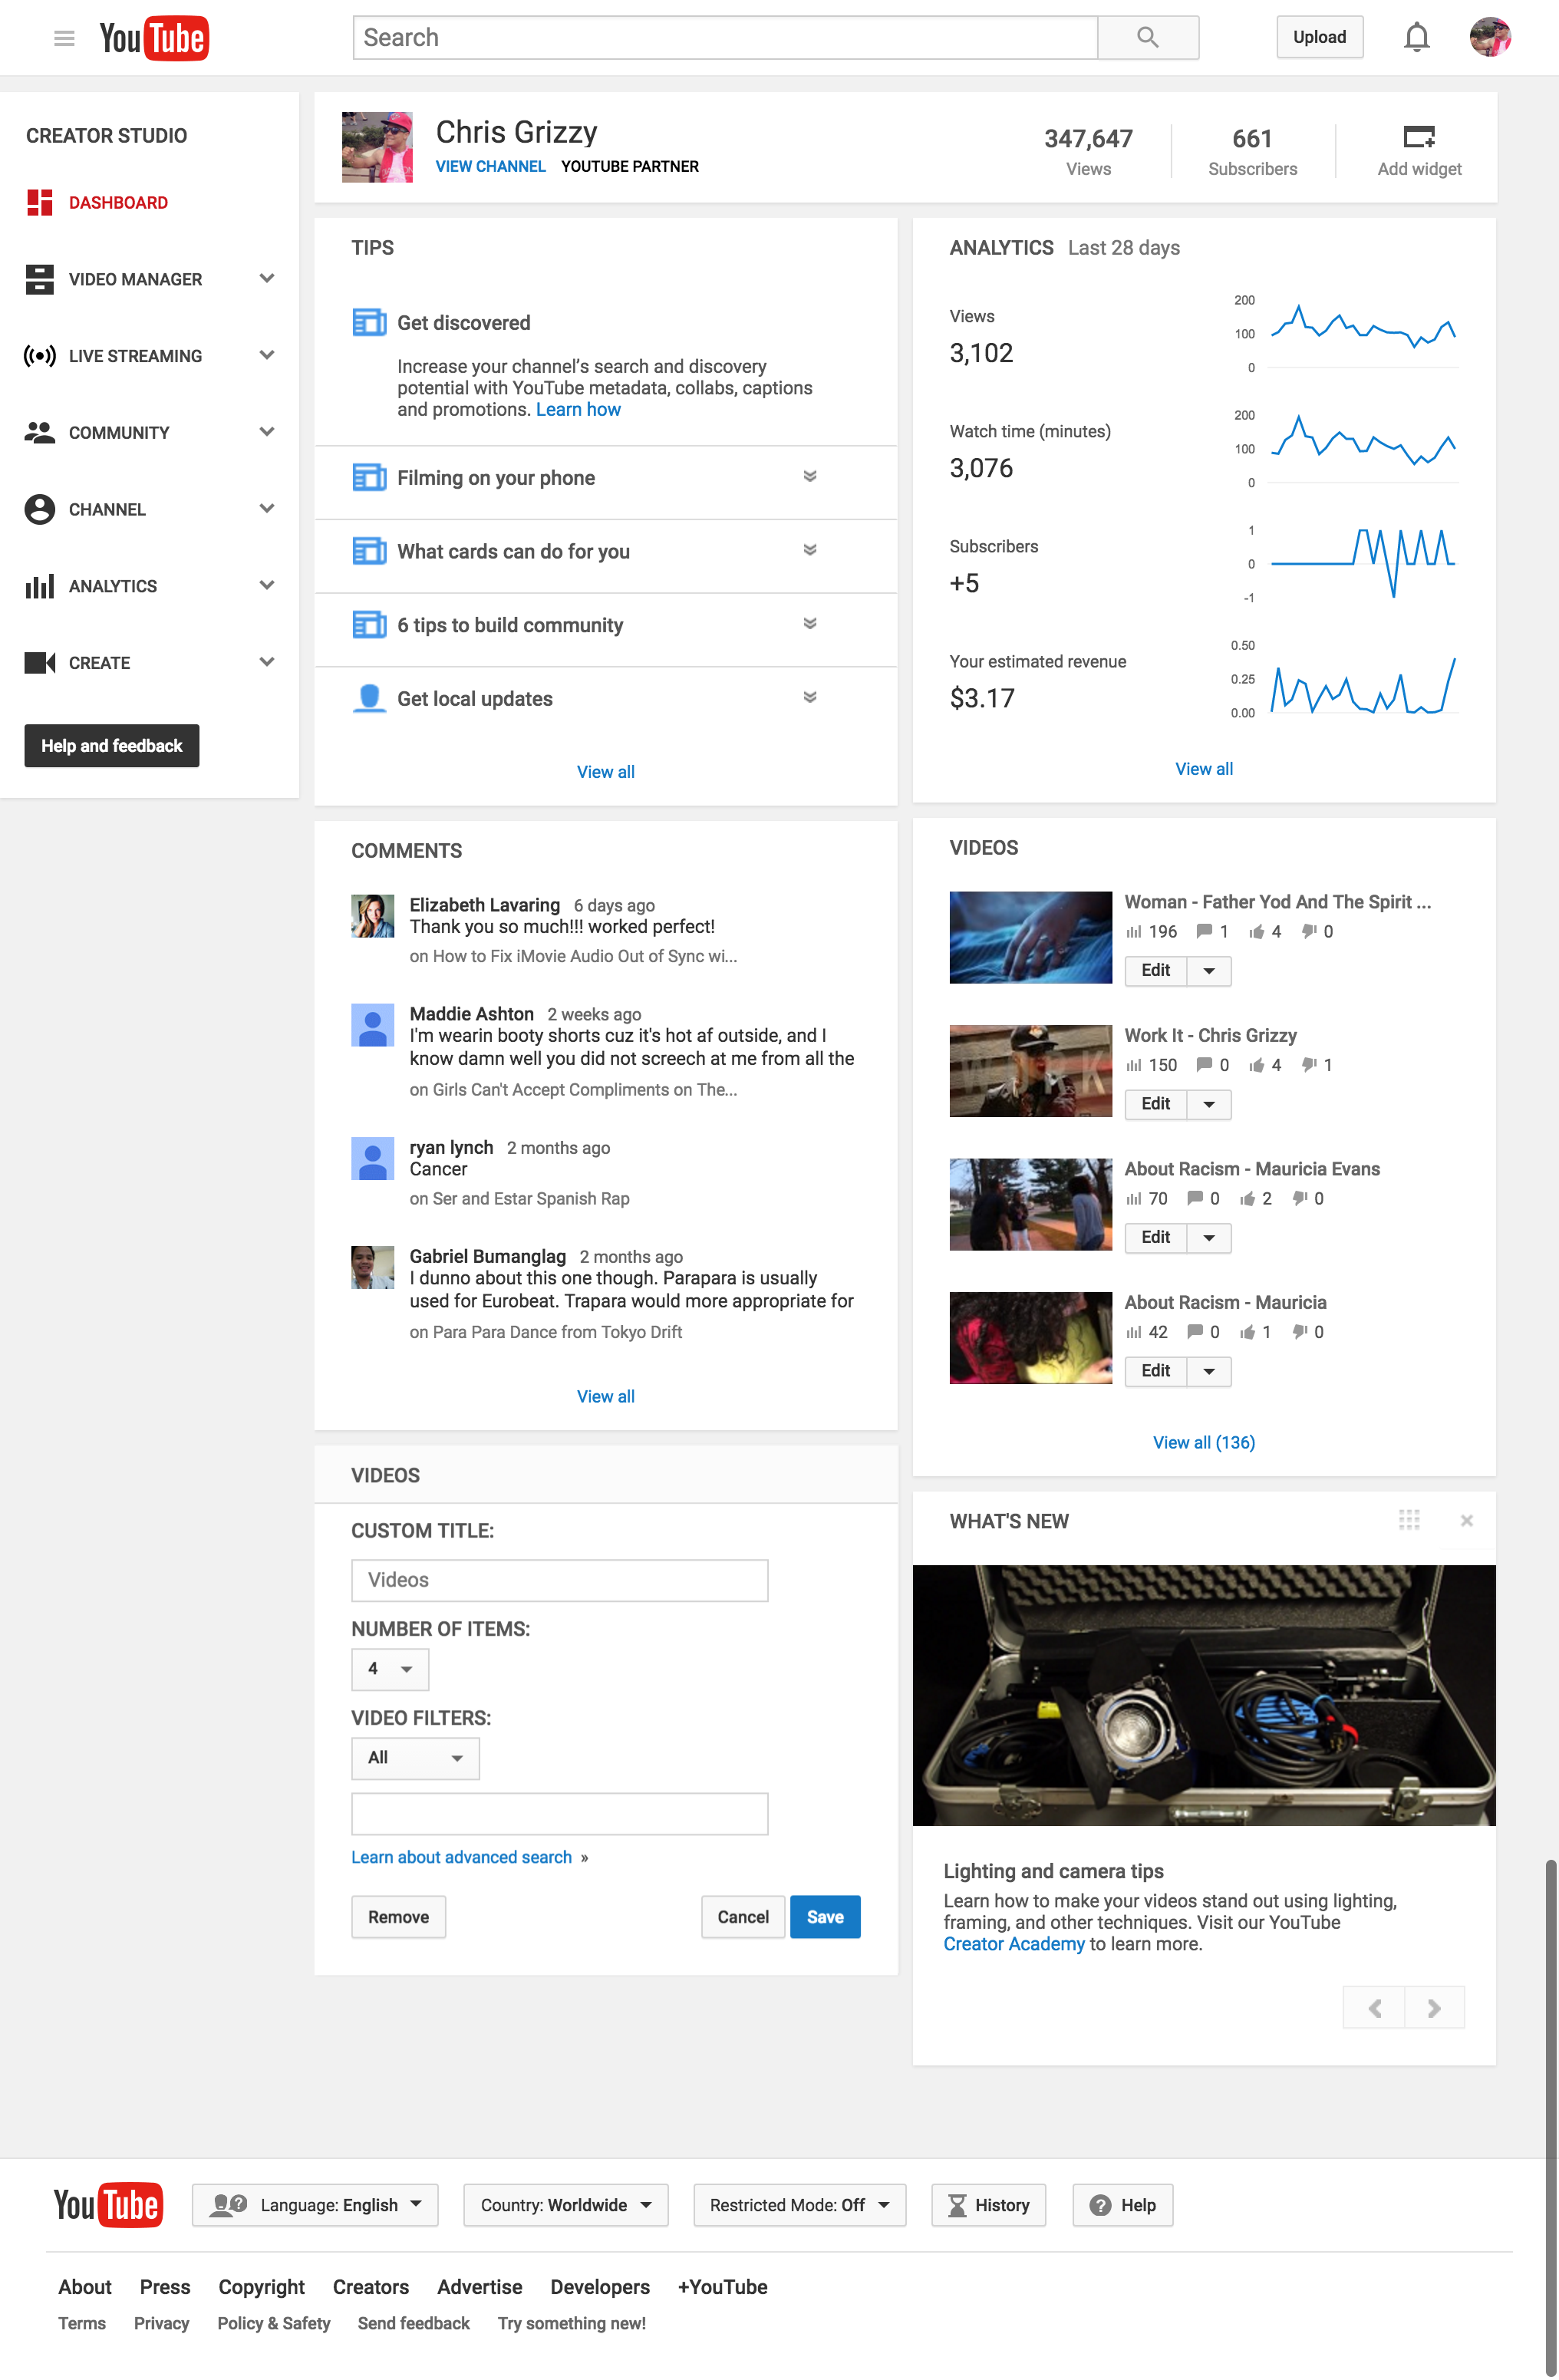 YouTube
Search
Upload
CREATOR STUDIO
DASHBOARD
VIDEO MANAGER
LIVE STREAMING
COMMUNITY
CHANNEL
ANALYTICS
CREATE
Help and feedback
Chris Grizzy
VIEW CHANNEL YOUTUBE PARTNER
347,647
Views
661
Subscribers
Add widget
TIPS
Get discovered
Increase your channel’s search and discovery
potential with YouTube metadata, collabs, captions
and promotions. Learn how
Filming on your phone
What cards can do for you
6 tips to build community
Get local updates
View all
ANALYTICS Last 28 days
Views
3,102
200
100
0
Watch time (minutes)
3,076
200
100
0
Subscribers
+5
1
0
-1
Your estimated revenue
$3.17
0.50
0.25
0.00
View all
COMMENTS
Elizabeth Lavaring 6 days ago
Thank you so much!!! worked perfect!
on How to Fix iMovie Audio Out of Sync wi...
Maddie Ashton 2 weeks ago
I'm wearin booty shorts cuz it's hot af outside, and I
know damn well you did not screech at me from all the
on Girls Can't Accept Compliments on The...
ryan lynch 2 months ago
Cancer
on Ser and Estar Spanish Rap
Gabriel Bumanglag 2 months ago
I dunno about this one though. Parapara is usually
used for Eurobeat. Trapara would more appropriate for
on Para Para Dance from Tokyo Drift
View all
VIDEOS
Woman - Father Yod And The Spirit ...
196 1 4 0
Edit
WORK
Work It - Chris Grizzy
150 0 4 1
Edit
About Racism - Mauricia Evans
70 0 2 0
Edit
About Racism - Mauricia
42 0 1 0
Edit
View all (136)
VIDEOS
CUSTOM TITLE:
Videos
NUMBER OF ITEMS:
4
VIDEO FILTERS:
All
Learn about advanced search »
Remove
Cancel
Save
WHAT'S NEW
Lighting and camera tips
Learn how to make your videos stand out using lighting,
framing, and other techniques. Visit our YouTube
Creator Academy to learn more.
YouTube
Language: English
Country: Worldwide
Restricted Mode: Off
History
Help
About Press Copyright Creators Advertise Developers +YouTube
Terms Privacy Policy & Safety Send feedback Try something new!